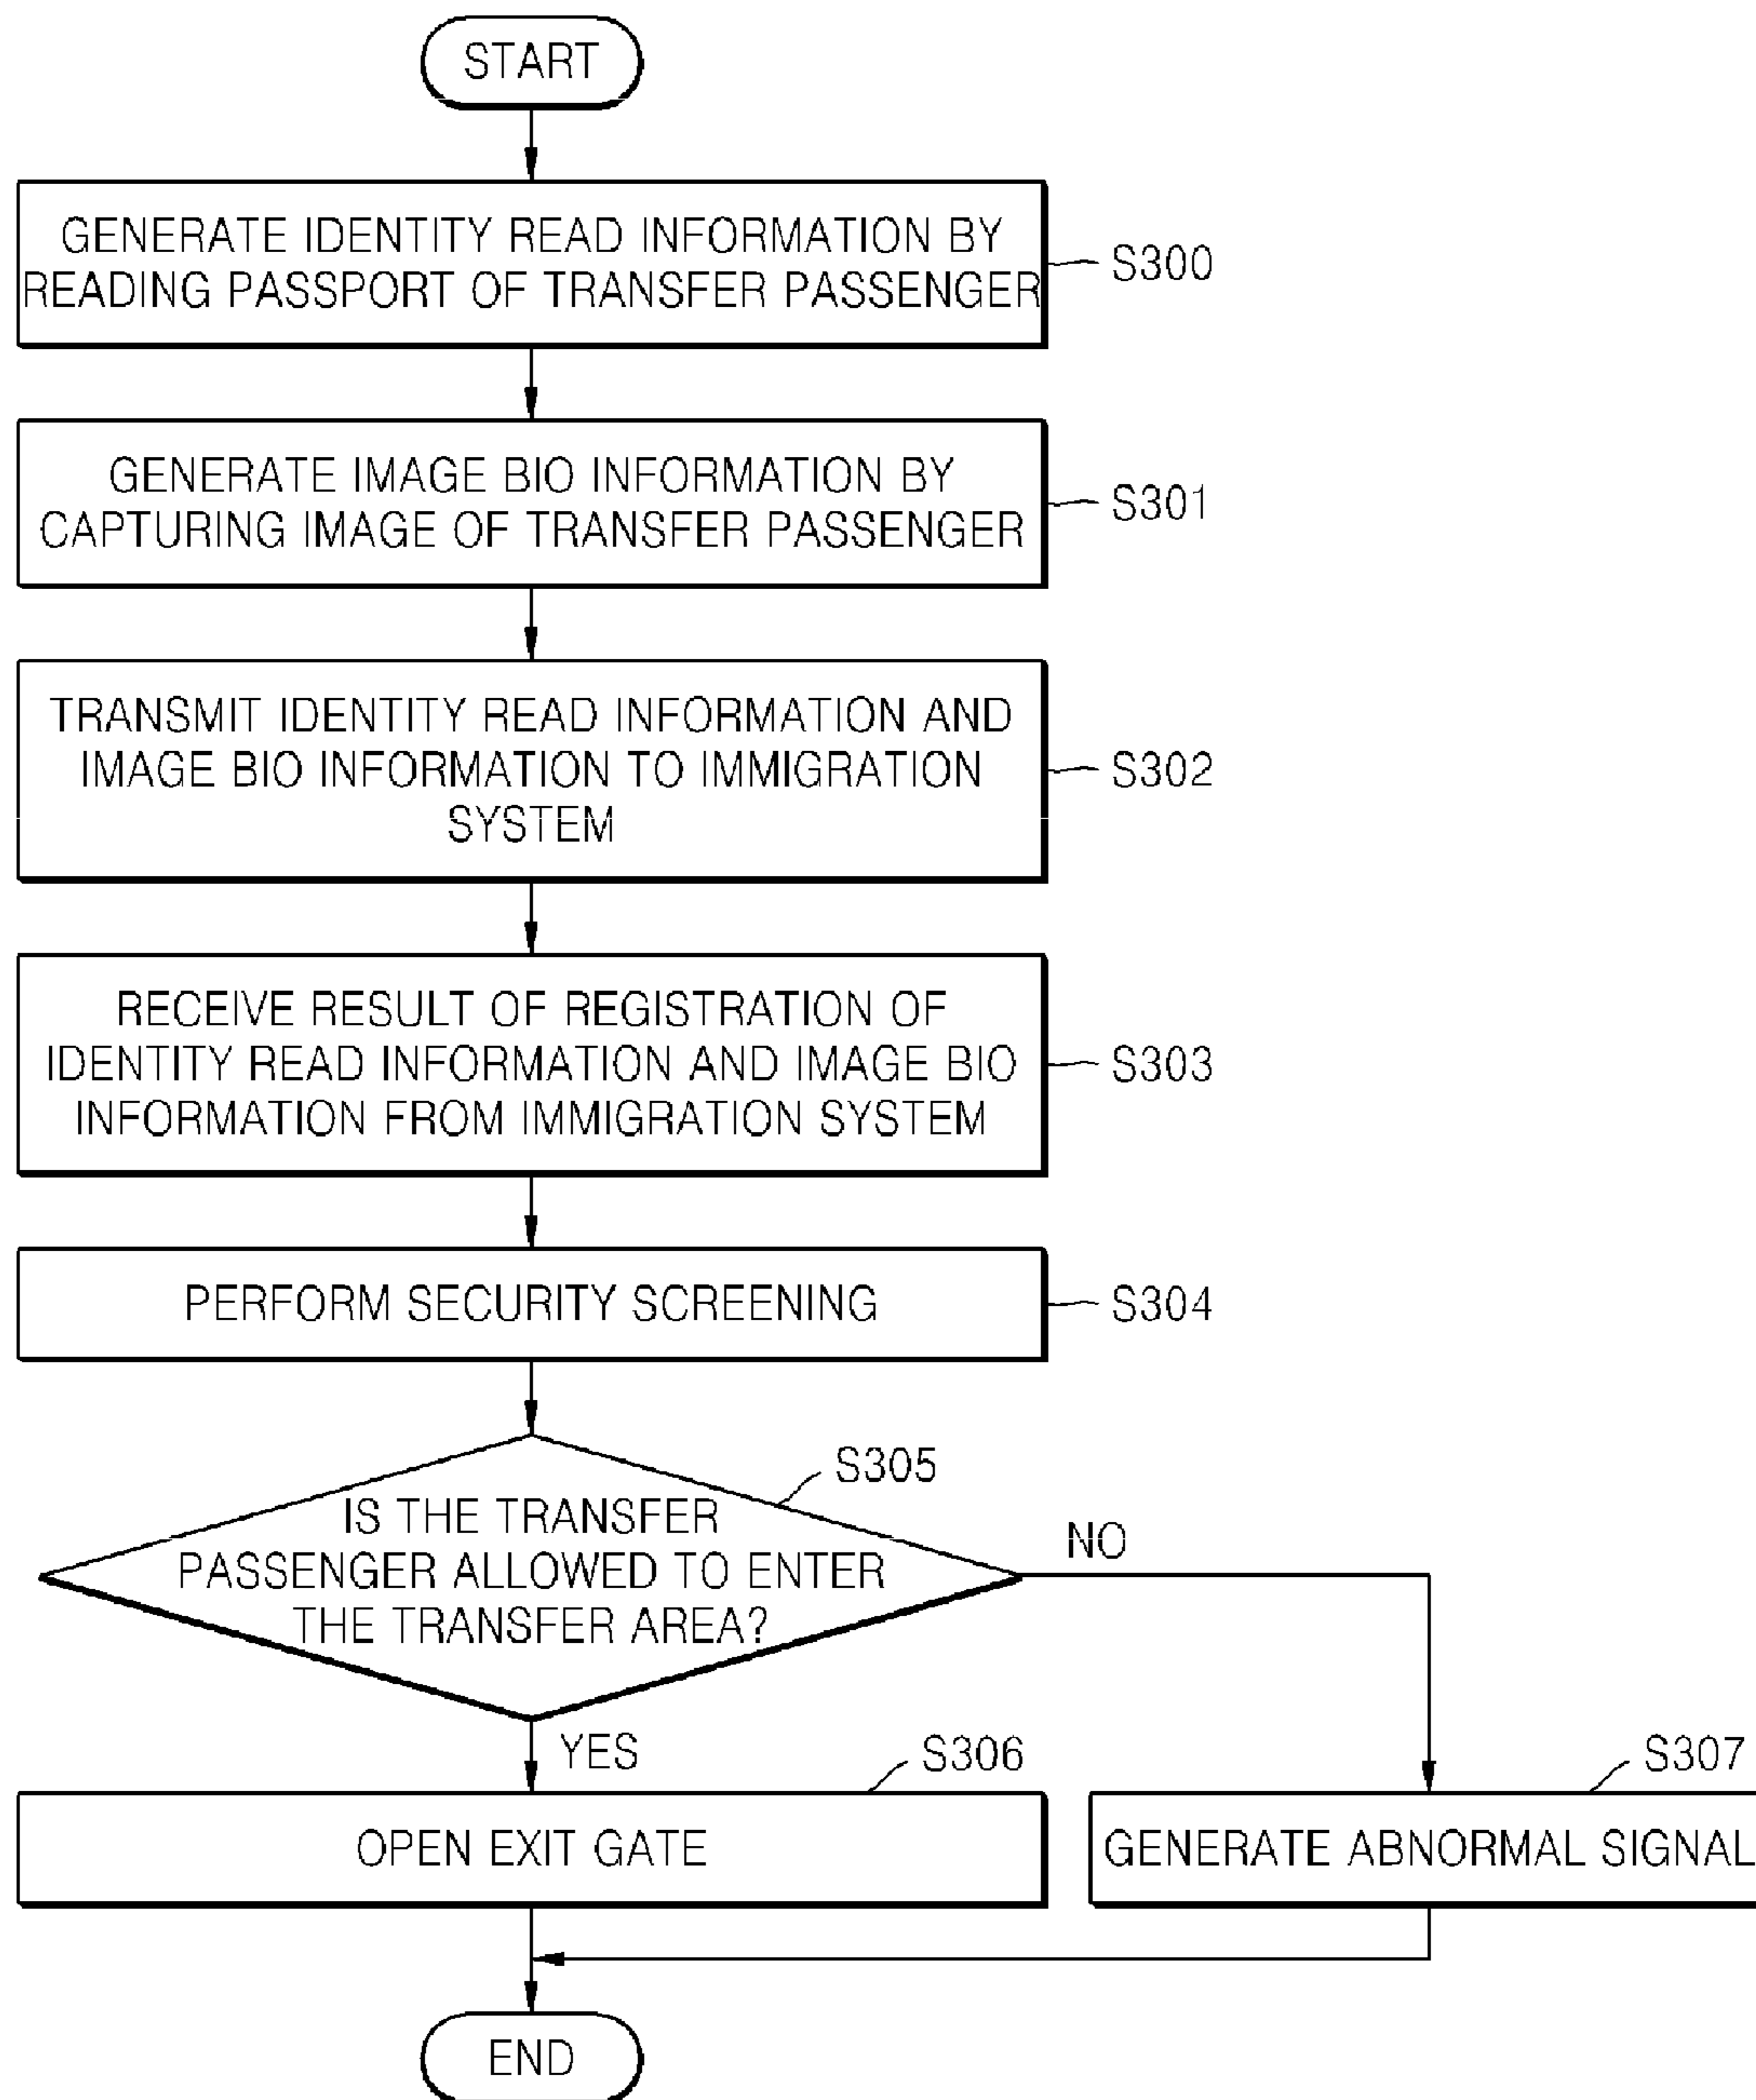 START
GENERATE IDENTITY READ INFORMATION BY
READING PASSPORT OF TRANSFER PASSENGER
S300
GENERATE IMAGE BIO INFORMATION BY
CAPTURING IMAGE OF TRANSFER PASSENGER
S301
TRANSMIT IDENTITY READ INFORMATION AND
IMAGE BIO INFORMATION TO IMMIGRATION
SYSTEM
S302
RECEIVE RESULT OF REGISTRATION OF
IDENTITY READ INFORMATION AND IMAGE BIO
INFORMATION FROM IMMIGRATION SYSTEM
S303
PERFORM SECURITY SCREENING
S304
S305
IS THE TRANSFER
PASSENGER ALLOWED TO ENTER
THE TRANSFER AREA?
NO
YES
S306
OPEN EXIT GATE
S307
GENERATE ABNORMAL SIGNAL
END